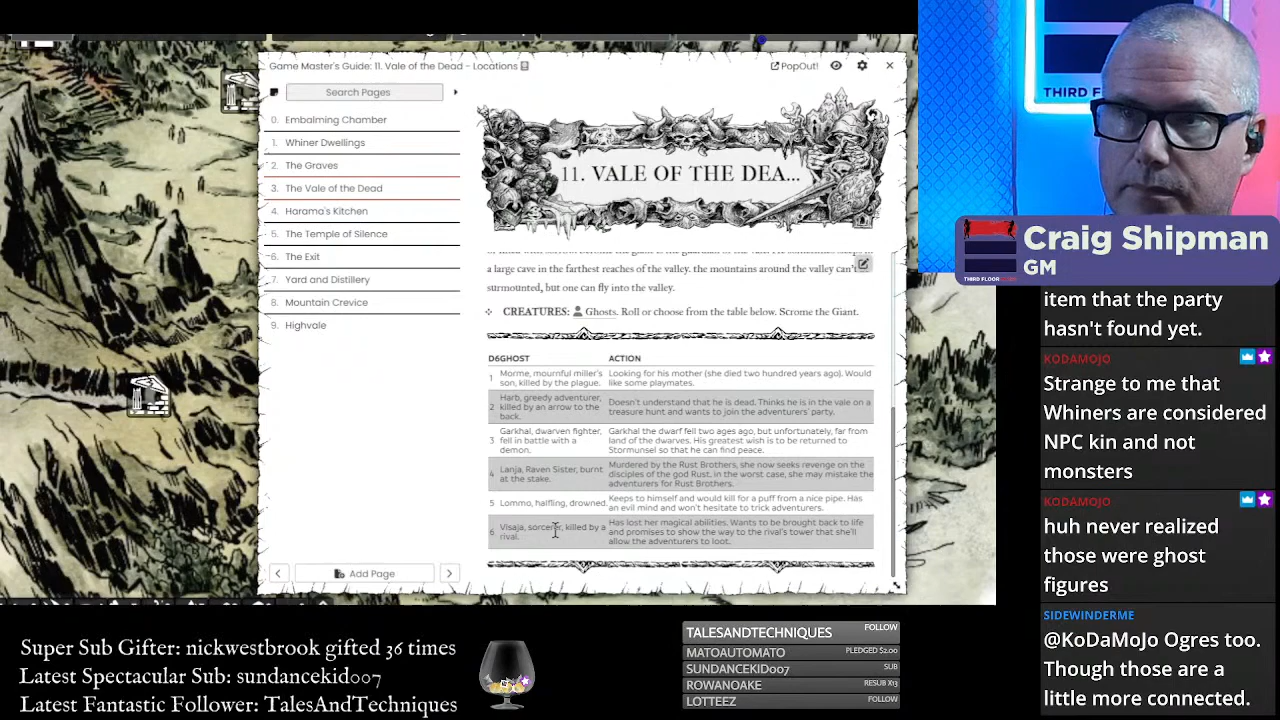 Game Master's Guide: 11. Vale of the Dead - Locations
PopOut!
Search Pages
0. Embalming Chamber
1. Whiner Dwellings
2. The Graves
3. The Vale of the Dead
4. Harama's Kitchen
5. The Temple of Silence
6. The Exit
7. Yard and Distillery
8. Mountain Crevice
9. Highvale
Add Page
11. VALE OF THE DEA...
a large cave in the farthest reaches of the valley. the mountains around the valley can't
surmounted, but one can fly into the valley.
CREATURES: Ghosts. Roll or choose from the table below. Scrome the Giant.
D6 GHOST ACTION
1 Morme, mournful miller's son, killed by the plague. Looking for his mother (she died two hundred years ago). Would
like some playmates.
2 Harb, greedy adventurer, killed by an arrow to the back. Doesn't understand that he is dead. Thinks he is in the vale on a
treasure hunt and wants to join the adventurers' party.
3 Garkhal, dwarven fighter, fell in battle with a demon. Garkhal the dwarf fell two ages ago, but unfortunately, far from
land of the dwarves. His greatest wish is to be returned to
Stormunsel so that he can find peace.
4 Lanja, Raven Sister, burnt at the stake. Murdered by the Rust Brothers, she now seeks revenge on the
disciples of the god Rust, in the worst case, she may mistake the
adventurers for Rust Brothers.
5 Lommo, halfling, drowned. Keeps to himself and would kill for a puff from a nice pipe. Has
an evil mind and won't hesitate to trick adventurers.
6 Visaja, sorcerer, killed by a rival. Has lost her magical abilities. Wants to be brought back to life
and promises to show the way to the rival's tower that she'll
allow the adventurers to loot.
THIRD FLOOR
Craig Shipman
GM
THIRD FLOOR
item that the party
hasn't found yet.
KODAMOJO
Strange to me that
Whiners are considered
NPC kin and not
monsters
KODAMOJO
huh never realized
those were ghost
figures
SIDEWINDERME
@KoDaMoJo Ogres too.
Though those are a
little more connected.
Super Sub Gifter: nickwestbrook gifted 36 times
Latest Spectacular Sub: sundancekid007
Latest Fantastic Follower: TalesAndTechniques
TALESANDTECHNIQUES FOLLOW
MATOAUTOMATO PLEDGED $2.00
SUNDANCEKID007 SUB
ROWANOAKE RESUB X13
LOTTEEZ FOLLOW